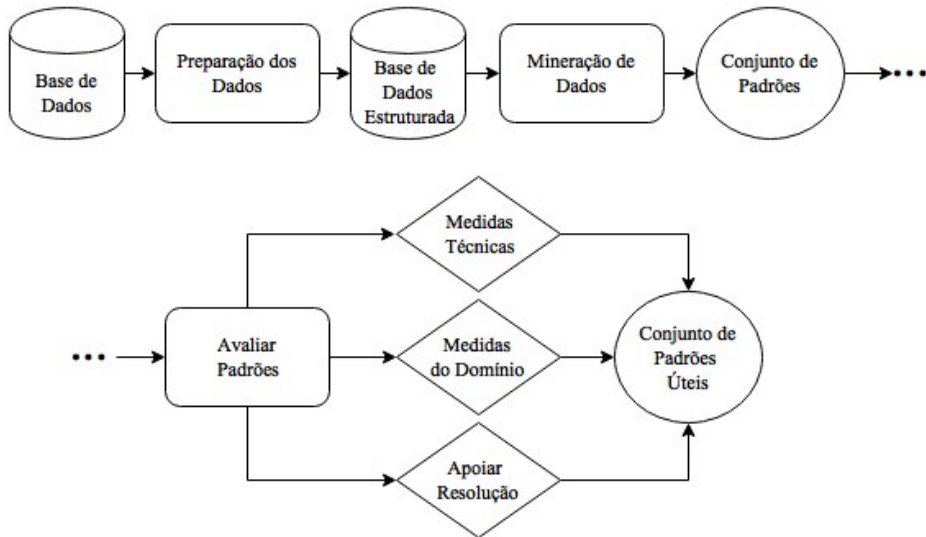 Base de
Dados
Preparação dos
Dados
Base de
Dados
Estruturada
Mineração de
Dados
Conjunto de
Padrões
•••
Medidas
Técnicas
•••
Avaliar
Padrões
Medidas
do Domínio
Conjunto de
Padrões
Úteis
Apoiar
Resolução